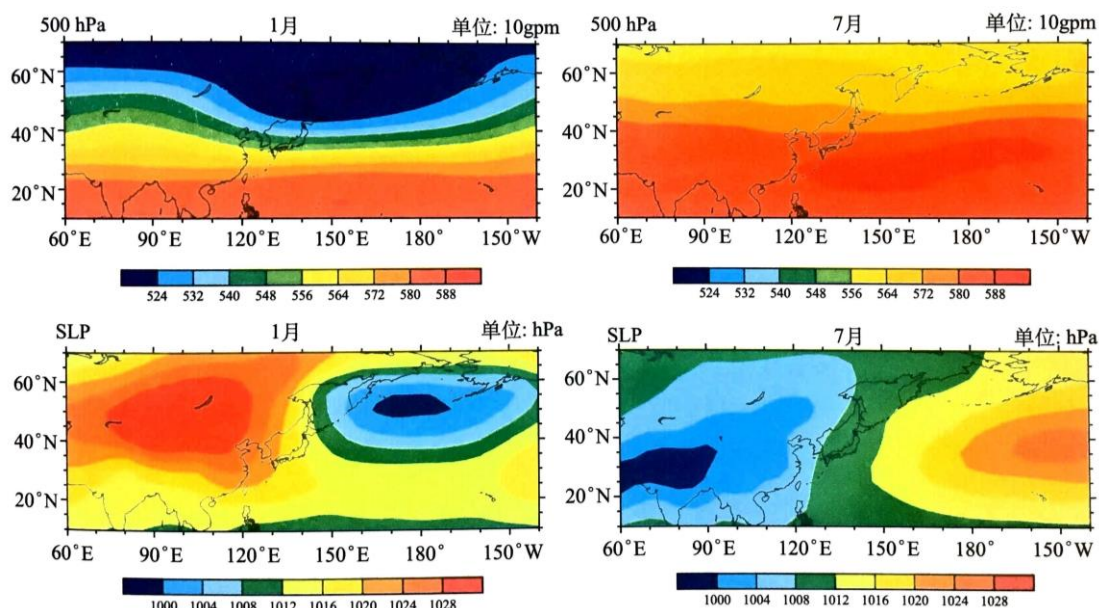 500 hPa 1月 单位: 10gpm
60°N
40°N
20°N
60°E 90°E 120°E 150°E 180° 150°W
524 532 540 548 556 564 572 580 588
7月 单位: 10gpm
60°N
40°N
20°N
60°E 90°E 120°E 150°E 180° 150°W
524 532 540 548 556 564 572 580 588
SLP 1月 单位: hPa
60°N
40°N
20°N
60°E 90°E 120°E 150°E 180° 150°W
1000 1004 1008 1012 1016 1020 1024 1028
SLP 7月 单位: hPa
60°N
40°N
20°N
60°E 90°E 120°E 150°E 180° 150°W
1000 1004 1008 1012 1016 1020 1024 1028